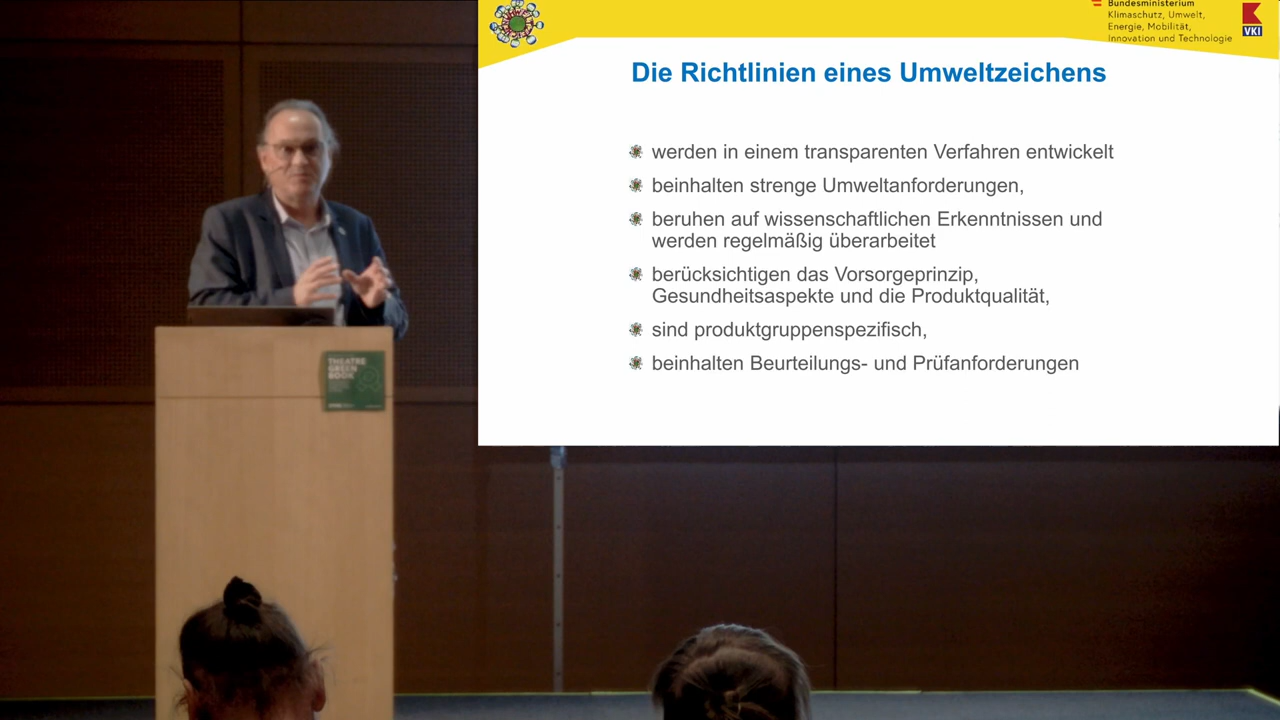 Bundesministerium
Klimaschutz, Umwelt,
Energie, Mobilität,
Innovation und Technologie
VKI
Die Richtlinien eines Umweltzeichens
werden in einem transparenten Verfahren entwickelt
beinhalten strenge Umweltanforderungen,
beruhen auf wissenschaftlichen Erkenntnissen und
werden regelmäßig überarbeitet
berücksichtigen das Vorsorgeprinzip,
Gesundheitsaspekte und die Produktqualität,
sind produktgruppenspezifisch,
beinhalten Beurteilungs- und Prüfanforderungen
THEATRE
GREEN
BOOK